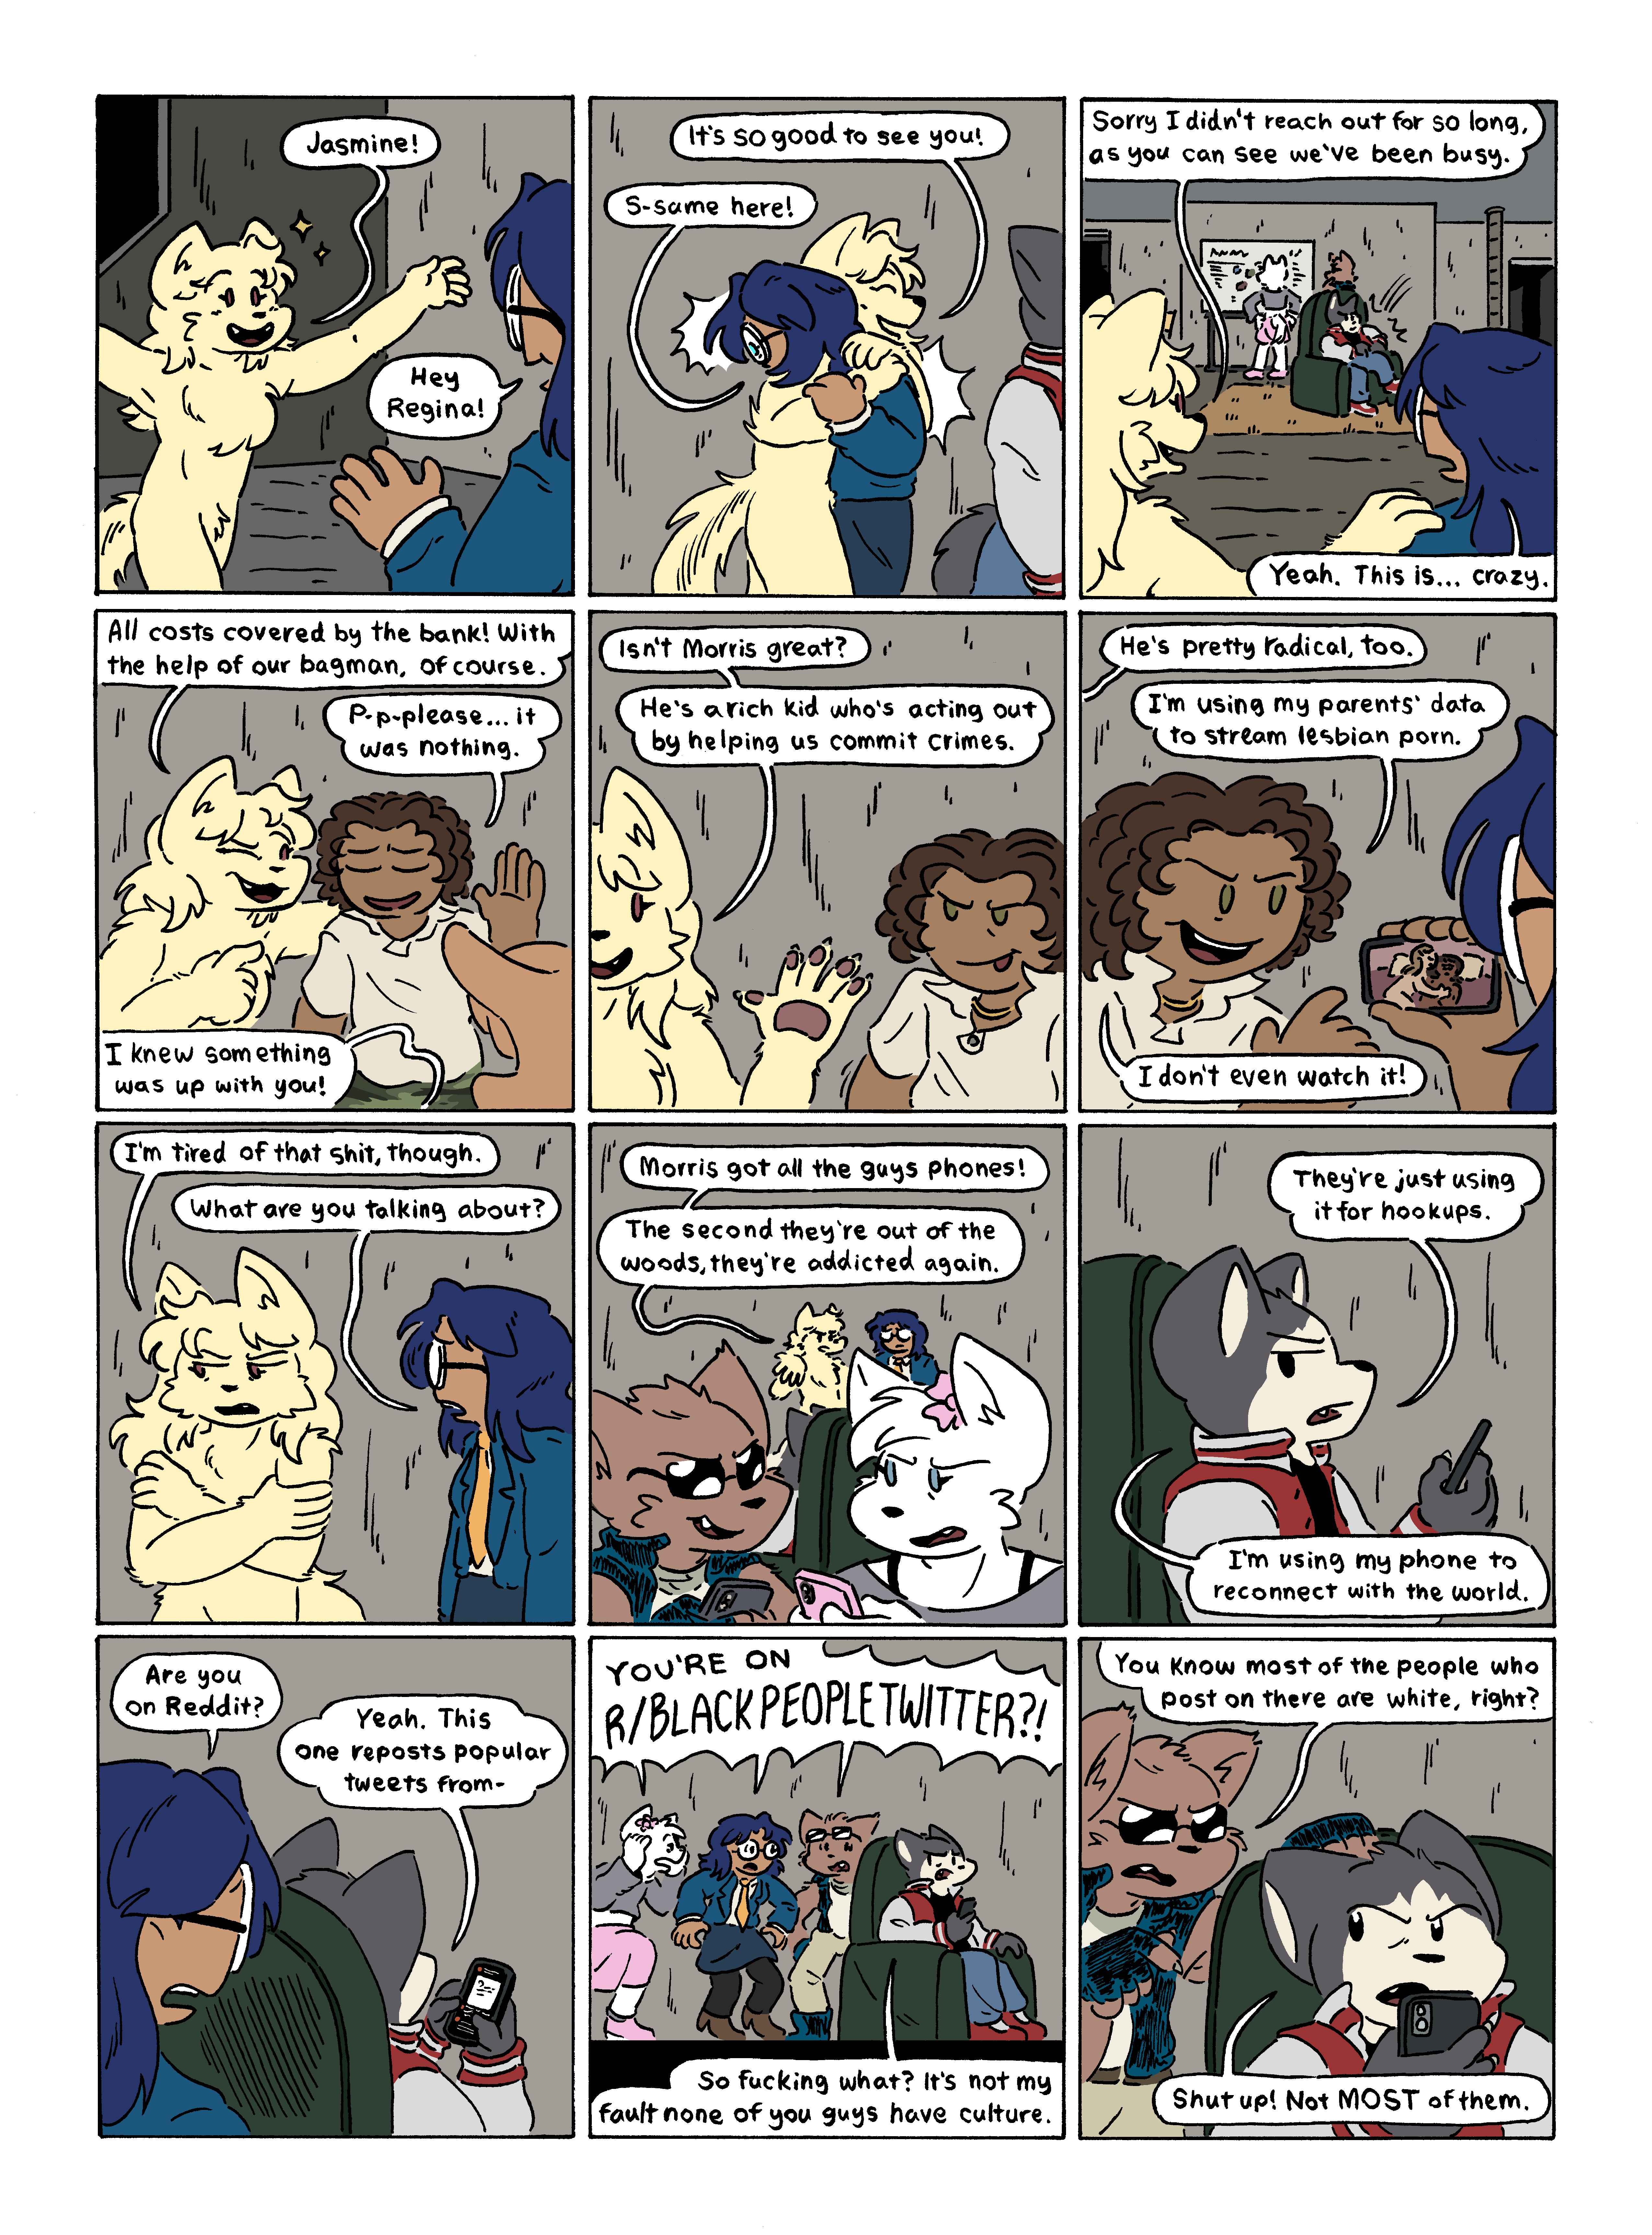 Jasmine!
Hey
Regina!
It's so good to see you!
S-same here!
Sorry I didn't reach out for so long,
as you can see we've been busy.
Yeah. This is... crazy.
All costs covered by the bank! With
the help of our bagman, of course.
P-p-please... it
was nothing.
I knew something
was up with you!
Isn't Morris great?
He's a rich kid who's acting out
by helping us commit crimes.
He's pretty radical, too.
I'm using my parents' data
to stream lesbian porn.
I don't even watch it!
I'm tired of that shit, though.
What are you talking about?
Morris got all the guys phones!
The second they're out of the
woods, they're addicted again.
They're just using
it for hookups.
I'm using my phone to
reconnect with the world.
Are you
on Reddit?
Yeah. This
one reposts popular
tweets from-
YOU'RE ON
R/BLACKPEOPLETWITTER?!
So fucking what? It's not my
fault none of you guys have culture.
You know most of the people who
post on there are white, right?
Shut up! Not MOST of them.